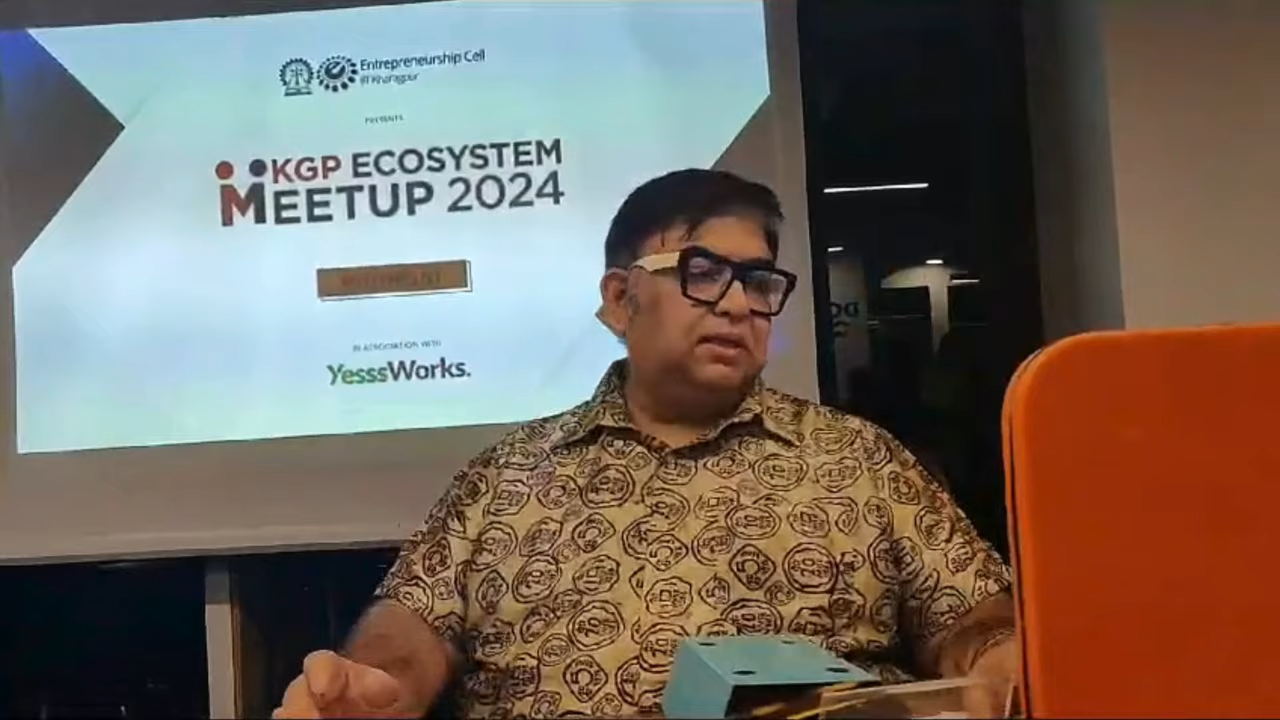 Entrepreneurship Cell
IIT Kharagpur
PRESENTS
KGP ECOSYSTEM
MEETUP 2024
IN ASSOCIATION WITH
YesssWorks.